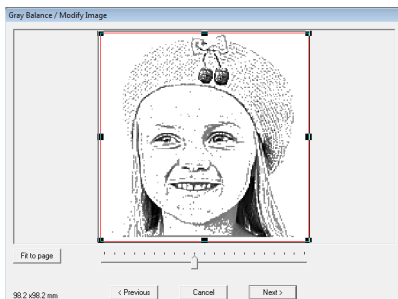 Gray Balance / Modify Image
Fit to page
98.2 x98.2 mm
< Previous
Cancel
Next >